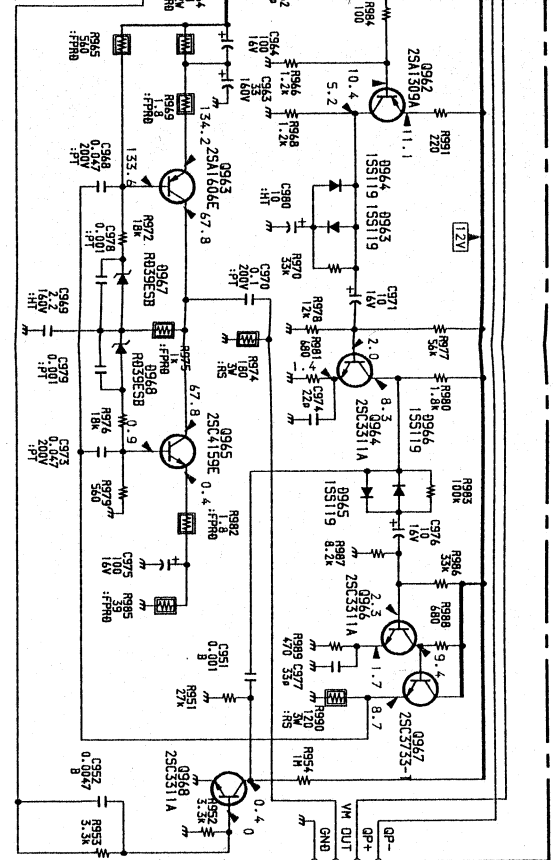 R984
100
R965
560
:FPR0
C964
100
16V
R966
1.2k
Q962
2SA1309A
C963
33
160V
10.4
5.2
R969
1.8
:FPR0
R968
1.2k
11.1
R991
220
134.2
C968
0.047
200V
:PT
133.6
Q963
2SA1606E
D964
1SS119
D963
1SS119
C980
10
:HT
67.8
R972
18k
12V
C978
0.001
:PT
D967
RD39ESB
C970
0.1
200V
:PT
R970
33k
C971
10
16V
C969
2.2
160V
:HT
R975
1k
:FPR0
R978
12k
2.0
R977
56k
C979
0.001
:PT
D968
RD39ESB
R974
180
3W
:RS
R981
680
1.4
R980
1.8k
C974
22p
8.3
Q964
2SC3311A
D966
1SS119
R976
18k
67.8
0.9
Q965
2SC4159E
C973
0.047
200V
:PT
R979
560
0.4
D965
1SS119
R983
100k
R982
1.8
:FPR0
C976
10
16V
C975
100
16V
R987
8.2k
R986
33k
R985
39
:FPR0
Q966
2SC3311A
2.3
R988
680
C951
0.001
B
R989
470
C977
33p
1.7
9.4
R951
27k
R990
120
3W
:RS
8.7
Q967
2SC3733-1
R954
1M
C952
0.0047
B
Q968
2SC3311A
0.4
R952
3.3k
0
R953
3.3k
GND
VM OUT
QP+
QP-